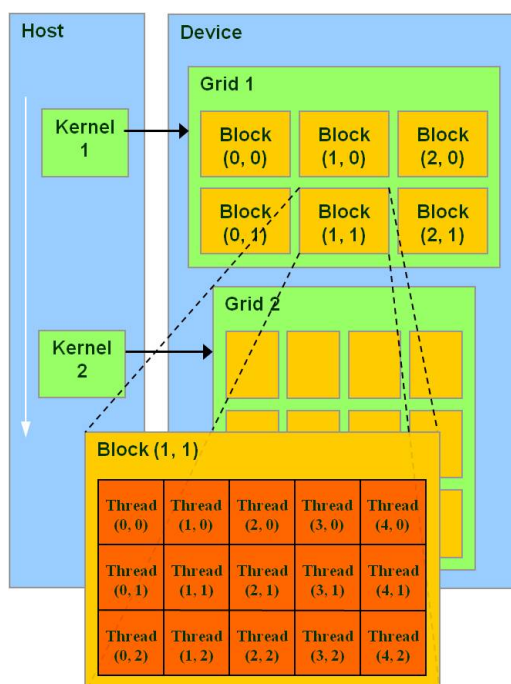 Host
Device
Grid 1
Kernel
1
Block
(0, 0)
Block
(1, 0)
Block
(2, 0)
Block
(0, 1)
Block
(1, 1)
Block
(2, 1)
Grid 2
Kernel
2
Block (1, 1)
Thread
(0, 0)
Thread
(1, 0)
Thread
(2, 0)
Thread
(3, 0)
Thread
(4, 0)
Thread
(0, 1)
Thread
(1, 1)
Thread
(2, 1)
Thread
(3, 1)
Thread
(4, 1)
Thread
(0, 2)
Thread
(1, 2)
Thread
(2, 2)
Thread
(3, 2)
Thread
(4, 2)